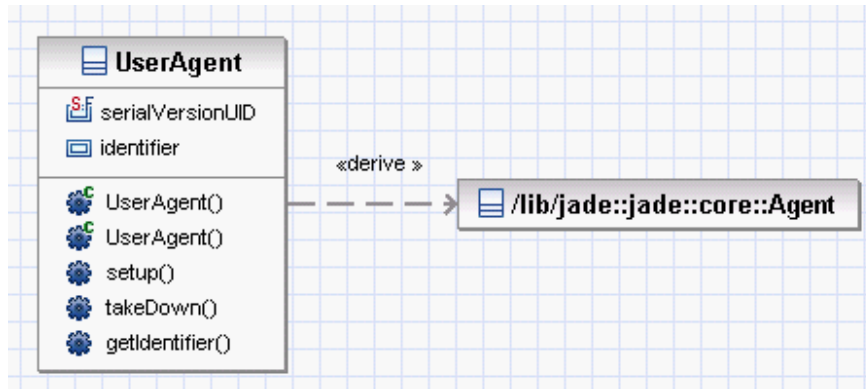 UserAgent
serialVersionUID
identifier
UserAgent()
UserAgent()
setup()
takeDown()
getIdentifier()
«derive »
/lib/jade::jade::core::Agent